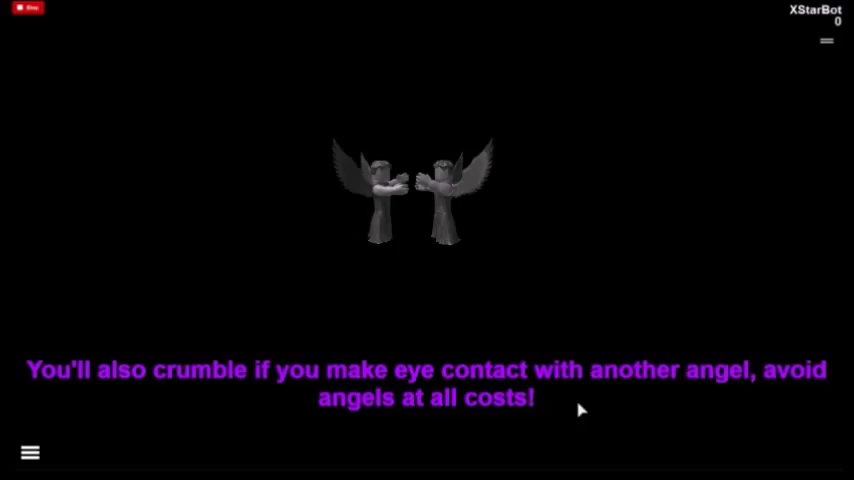 Stop
XStarBot
0
You'll also crumble if you make eye contact with another angel, avoid
angels at all costs!